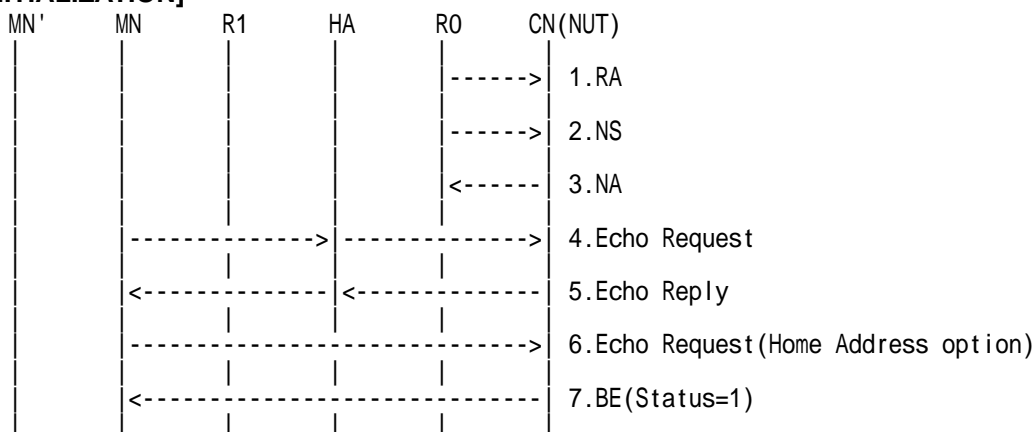 NITIALIZATION]
MN' MN R1 HA R0 CN(NUT)
------> 1.RA
------> 2.NS
<------ 3.NA
--------------> --------------> 4.Echo Request
<-------------- <-------------- 5.Echo Reply
------------------------------> 6.Echo Request(Home Address option)
<------------------------------ 7.BE(Status=1)